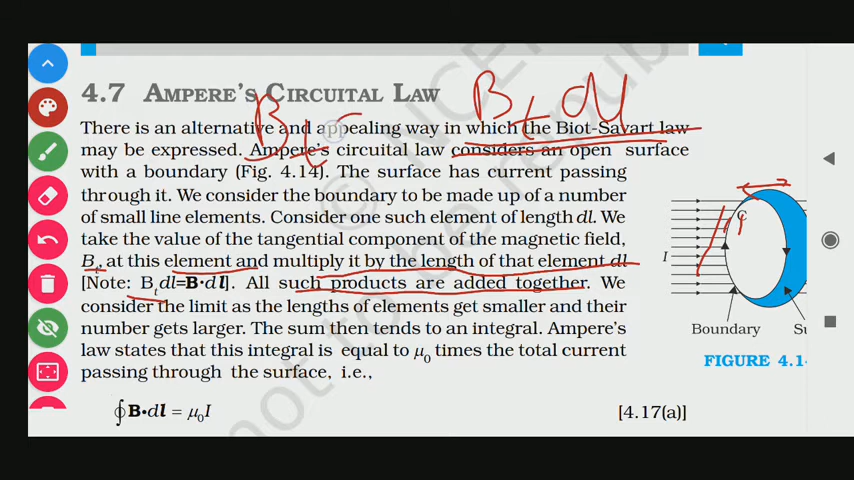 4.7 AMPERE'S CIRCUITAL LAW
B B t dl
There is an alternative and appealing way in which the Biot-Savart law
may be expressed. Ampere's circuital law considers an open surface
with a boundary (Fig. 4.14). The surface has current passing
through it. We consider the boundary to be made up of a number
of small line elements. Consider one such element of length dl. We
take the value of the tangential component of the magnetic field,
Bt, at this element and multiply it by the length of that element dl
[Note: Btdl=B·dl]. All such products are added together. We
consider the limit as the lengths of elements get smaller and their
number gets larger. The sum then tends to an integral. Ampere's
law states that this integral is equal to μ0 times the total current
passing through the surface, i.e.,
∮B·dl = μ0I [4.17(a)]
C
I
Boundary Su
FIGURE 4.1
© NCER
not to be republ